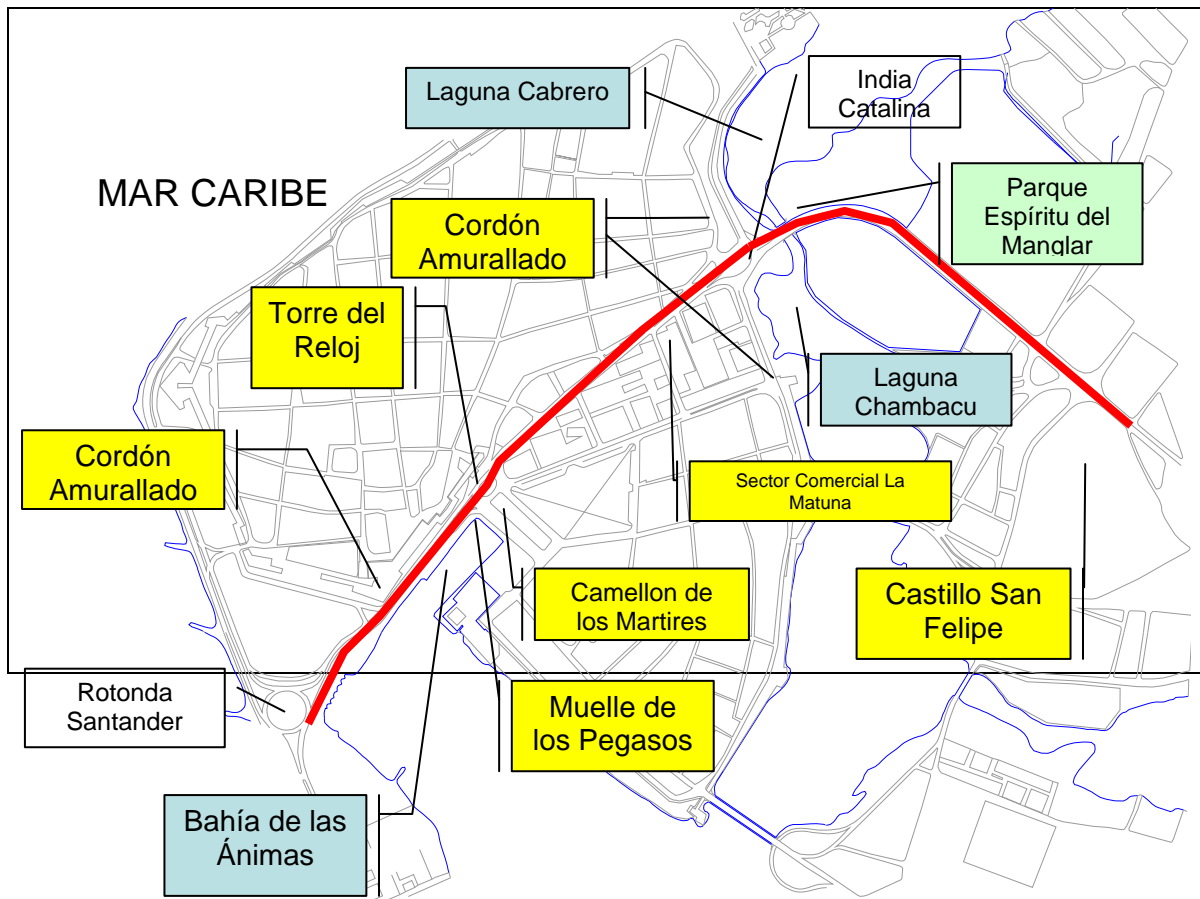 Laguna Cabrero
India
Catalina
MAR CARIBE
Parque
Espíritu del
Manglar
Cordón
Amurallado
Torre del
Reloj
Laguna
Chambacu
Cordón
Amurallado
Sector Comercial La
Matuna
Camellon de
los Martires
Castillo San
Felipe
Rotonda
Santander
Muelle de
los Pegasos
Bahía de las
Ánimas